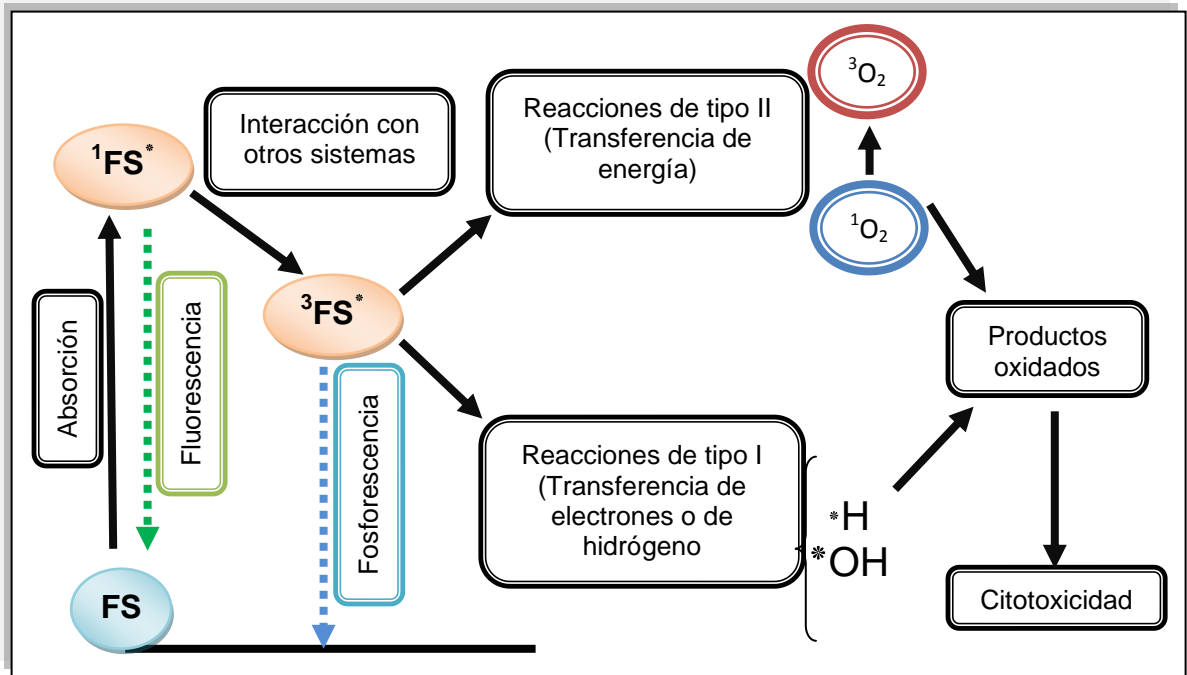 ¹FS*
Interacción con
otros sistemas
Reacciones de tipo II
(Transferencia de
energía)
³O₂
¹O₂
³FS*
Absorción
Fluorescencia
Fosforescencia
Reacciones de tipo I
(Transferencia de
electrones o de
hidrógeno
*H
*OH
Productos
oxidados
Citotoxicidad
FS